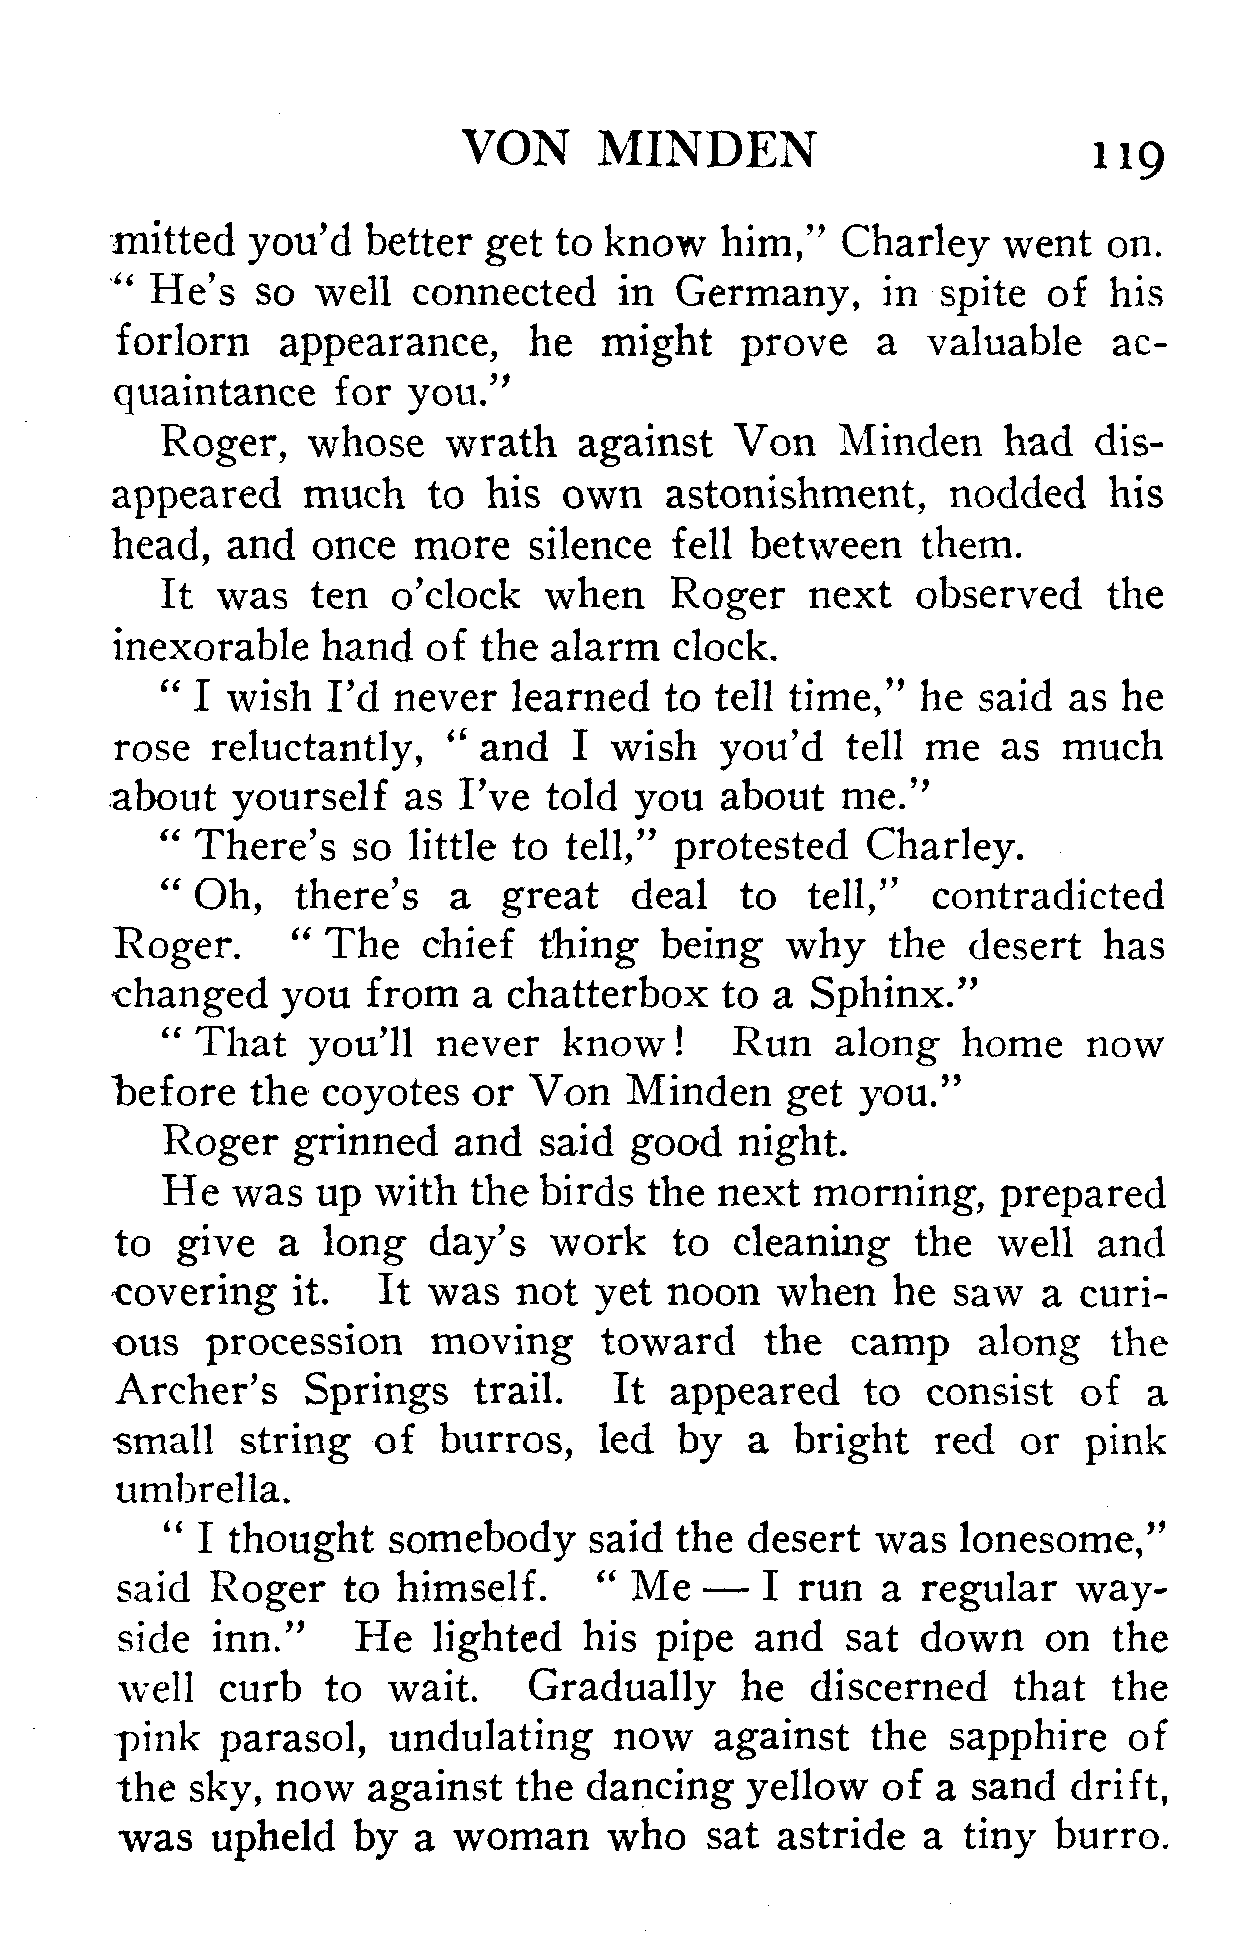 VON MINDEN 119
mitted you'd better get to know him," Charley went on.
" He's so well connected in Germany, in spite of his
forlorn appearance, he might prove a valuable ac-
quaintance for you."
Roger, whose wrath against Von Minden had dis-
appeared much to his own astonishment, nodded his
head, and once more silence fell between them.
It was ten o'clock when Roger next observed the
inexorable hand of the alarm clock.
" I wish I'd never learned to tell time," he said as he
rose reluctantly, " and I wish you'd tell me as much
about yourself as I've told you about me."
" There's so little to tell," protested Charley.
" Oh, there's a great deal to tell," contradicted
Roger. " The chief thing being why the desert has
changed you from a chatterbox to a Sphinx."
" That you'll never know! Run along home now
before the coyotes or Von Minden get you."
Roger grinned and said good night.
He was up with the birds the next morning, prepared
to give a long day's work to cleaning the well and
covering it. It was not yet noon when he saw a curi-
ous procession moving toward the camp along the
Archer's Springs trail. It appeared to consist of a
small string of burros, led by a bright red or pink
umbrella.
" I thought somebody said the desert was lonesome,"
said Roger to himself. " Me — I run a regular way-
side inn." He lighted his pipe and sat down on the
well curb to wait. Gradually he discerned that the
pink parasol, undulating now against the sapphire of
the sky, now against the dancing yellow of a sand drift,
was upheld by a woman who sat astride a tiny burro.